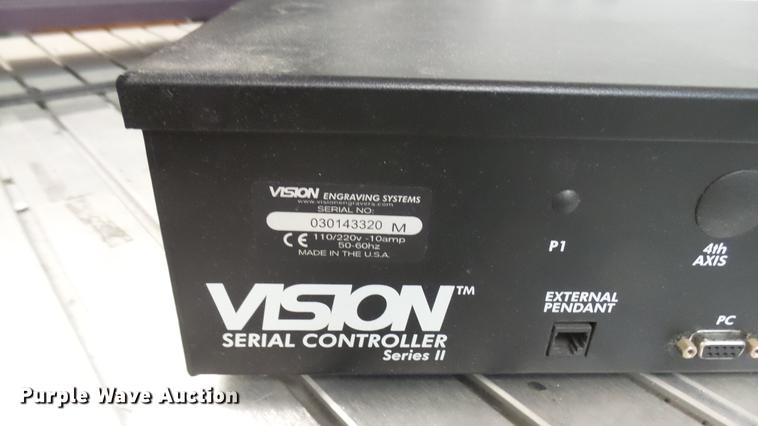 VISION ENGRAVING SYSTEMS
www.visionengravers.com
SERIAL NO:
030143320 M
CE 110/220v -10amp
50-60hz
MADE IN THE U.S.A.
VISION™
SERIAL CONTROLLER
Series II
P1
4th
AXIS
EXTERNAL
PENDANT
PC
Purple Wave Auction